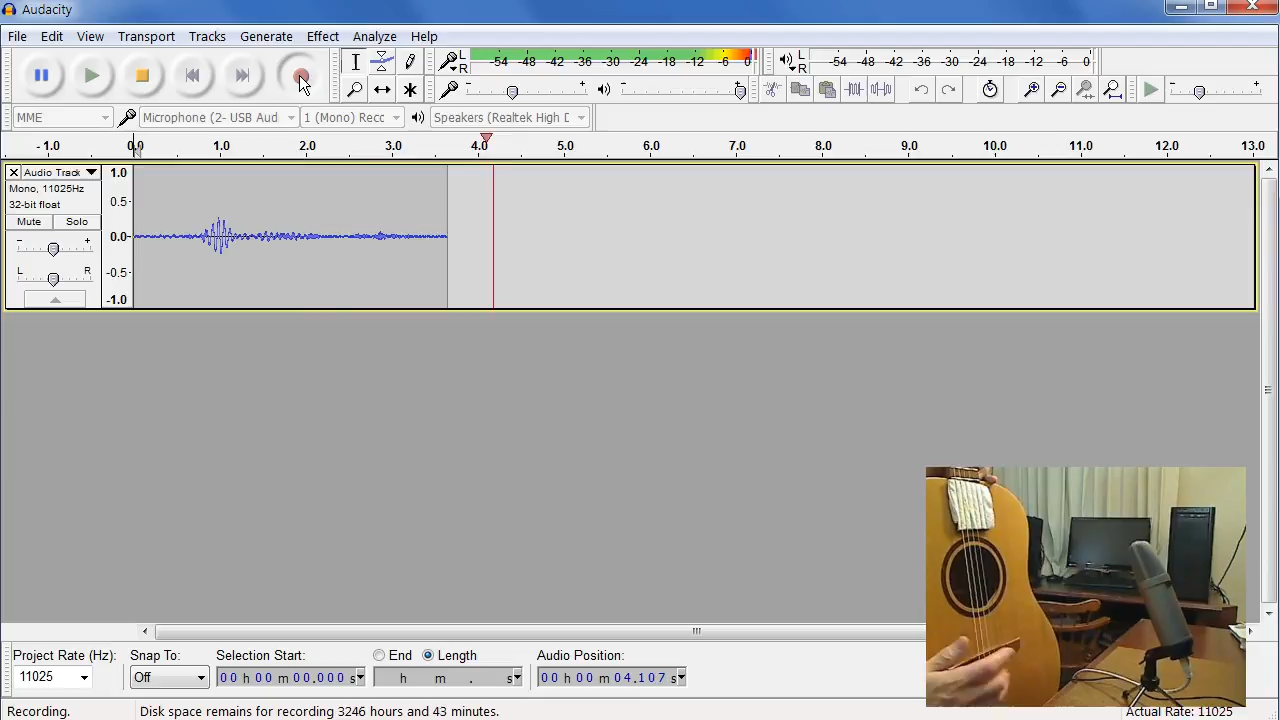 Audacity
File Edit View Transport Tracks Generate Effect Analyze Help
L R -54 -48 -42 -36 -30 -24 -18 -12 -6 0 L R -54 -48 -42 -36 -30 -24 -18 -12 -6 0
MME Microphone (2- USB Aud 1 (Mono) Recc Speakers (Realtek High D
-1.0 0.0 1.0 2.0 3.0 4.0 5.0 6.0 7.0 8.0 9.0 10.0 11.0 12.0 13.0
Audio Track 1.0
Mono, 11025Hz
32-bit float 0.5
Mute Solo
0.0
L R -0.5
-1.0
Project Rate (Hz): Snap To: Selection Start: End Length Audio Position:
11025 Off 00 h 00 m 00.000 s h m . s 00 h 00 m 04.107 s
Recording. Disk space remains for recording 3246 hours and 43 minutes. Actual Rate: 11025